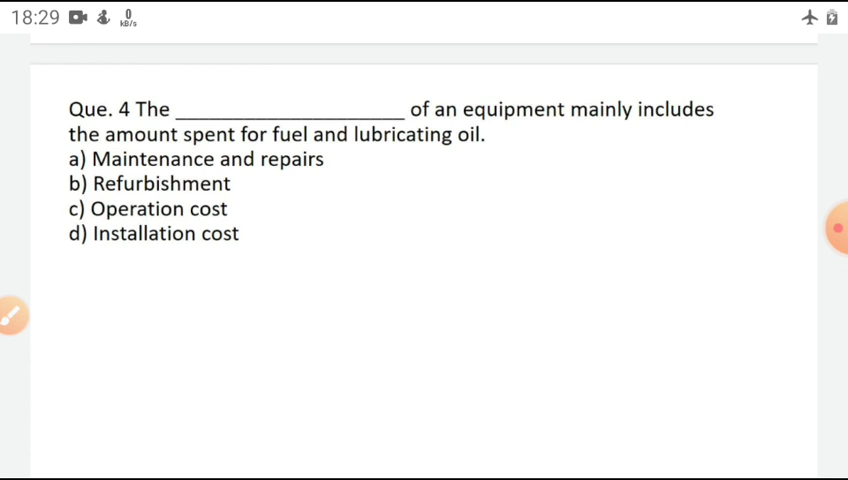 18:29 0
kB/s
Que. 4 The ______________________ of an equipment mainly includes
the amount spent for fuel and lubricating oil.
a) Maintenance and repairs
b) Refurbishment
c) Operation cost
d) Installation cost